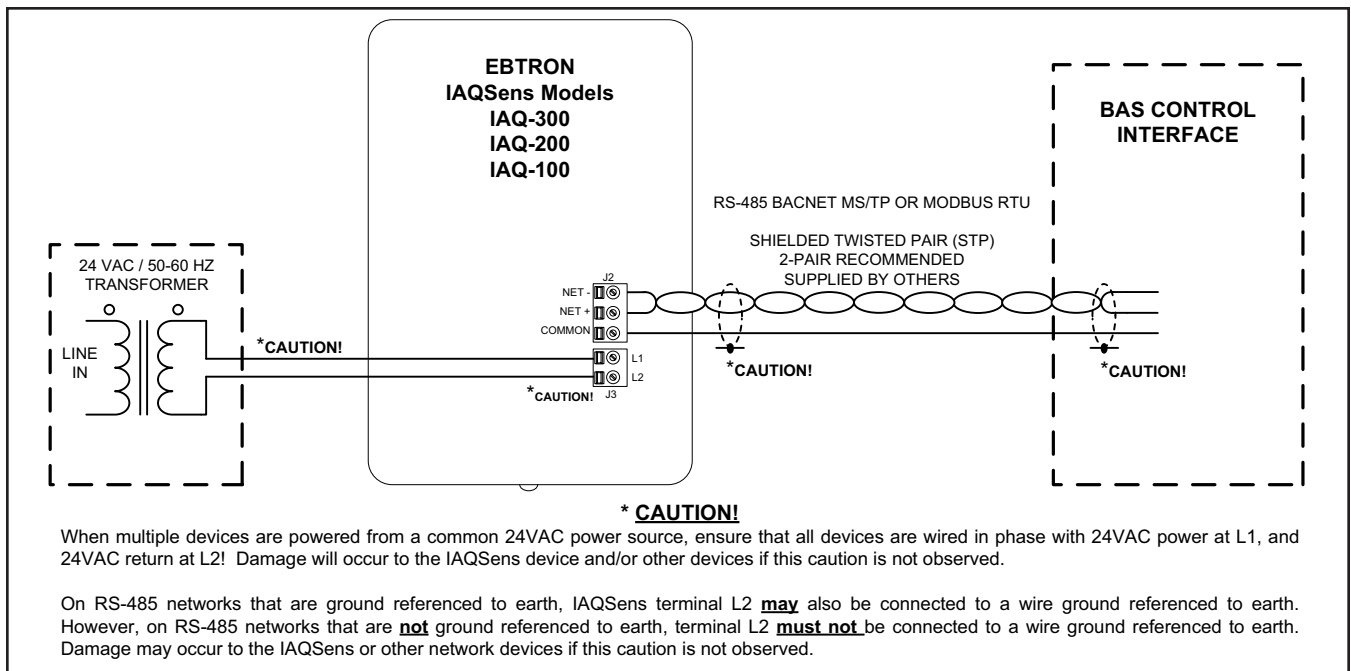 EBTRON
IAQSens Models
IAQ-300
IAQ-200
IAQ-100
BAS CONTROL
INTERFACE
RS-485 BACNET MS/TP OR MODBUS RTU
SHIELDED TWISTED PAIR (STP)
2-PAIR RECOMMENDED
SUPPLIED BY OTHERS
24 VAC / 50-60 HZ
TRANSFORMER
LINE
IN
*CAUTION!
J2
NET -
NET +
COMMON
L1
L2
J3
*CAUTION!
*CAUTION!
*CAUTION!
* CAUTION!
When multiple devices are powered from a common 24VAC power source, ensure that all devices are wired in phase with 24VAC power at L1, and
24VAC return at L2! Damage will occur to the IAQSens device and/or other devices if this caution is not observed.
On RS-485 networks that are ground referenced to earth, IAQSens terminal L2 may also be connected to a wire ground referenced to earth.
However, on RS-485 networks that are not ground referenced to earth, terminal L2 must not be connected to a wire ground referenced to earth.
Damage may occur to the IAQSens or other network devices if this caution is not observed.